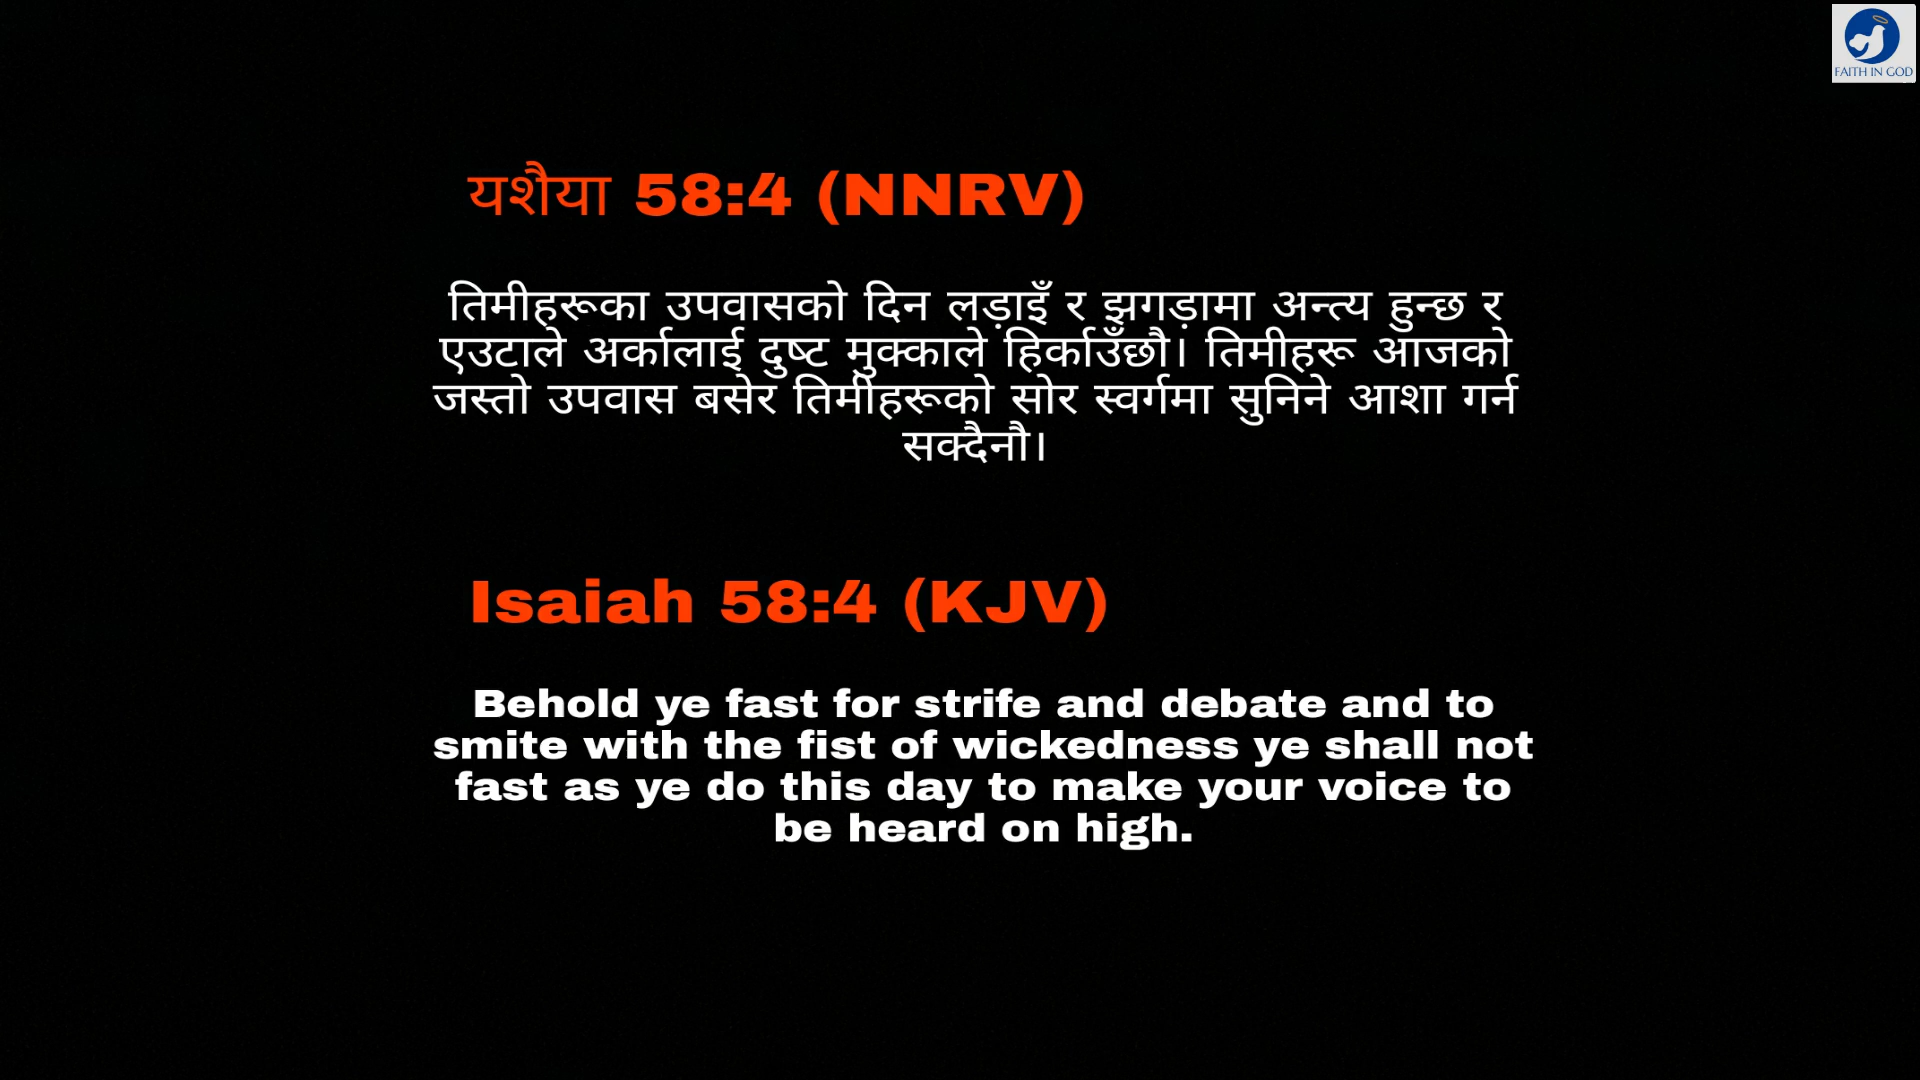 FAITH IN GOD
यशैया 58:4 (NNRV)
तिमीहरूका उपवासको दिन लड़ाइँ र झगड़ामा अन्त्य हुन्छ र
एउटाले अर्कालाई दुष्ट मुक्काले हिर्काउँछौ। तिमीहरू आजको
जस्तो उपवास बसेर तिमीहरूको सोर स्वर्गमा सुनिने आशा गर्न
सक्दैनौ।
Isaiah 58:4 (KJV)
Behold ye fast for strife and debate and to
smite with the fist of wickedness ye shall not
fast as ye do this day to make your voice to
be heard on high.